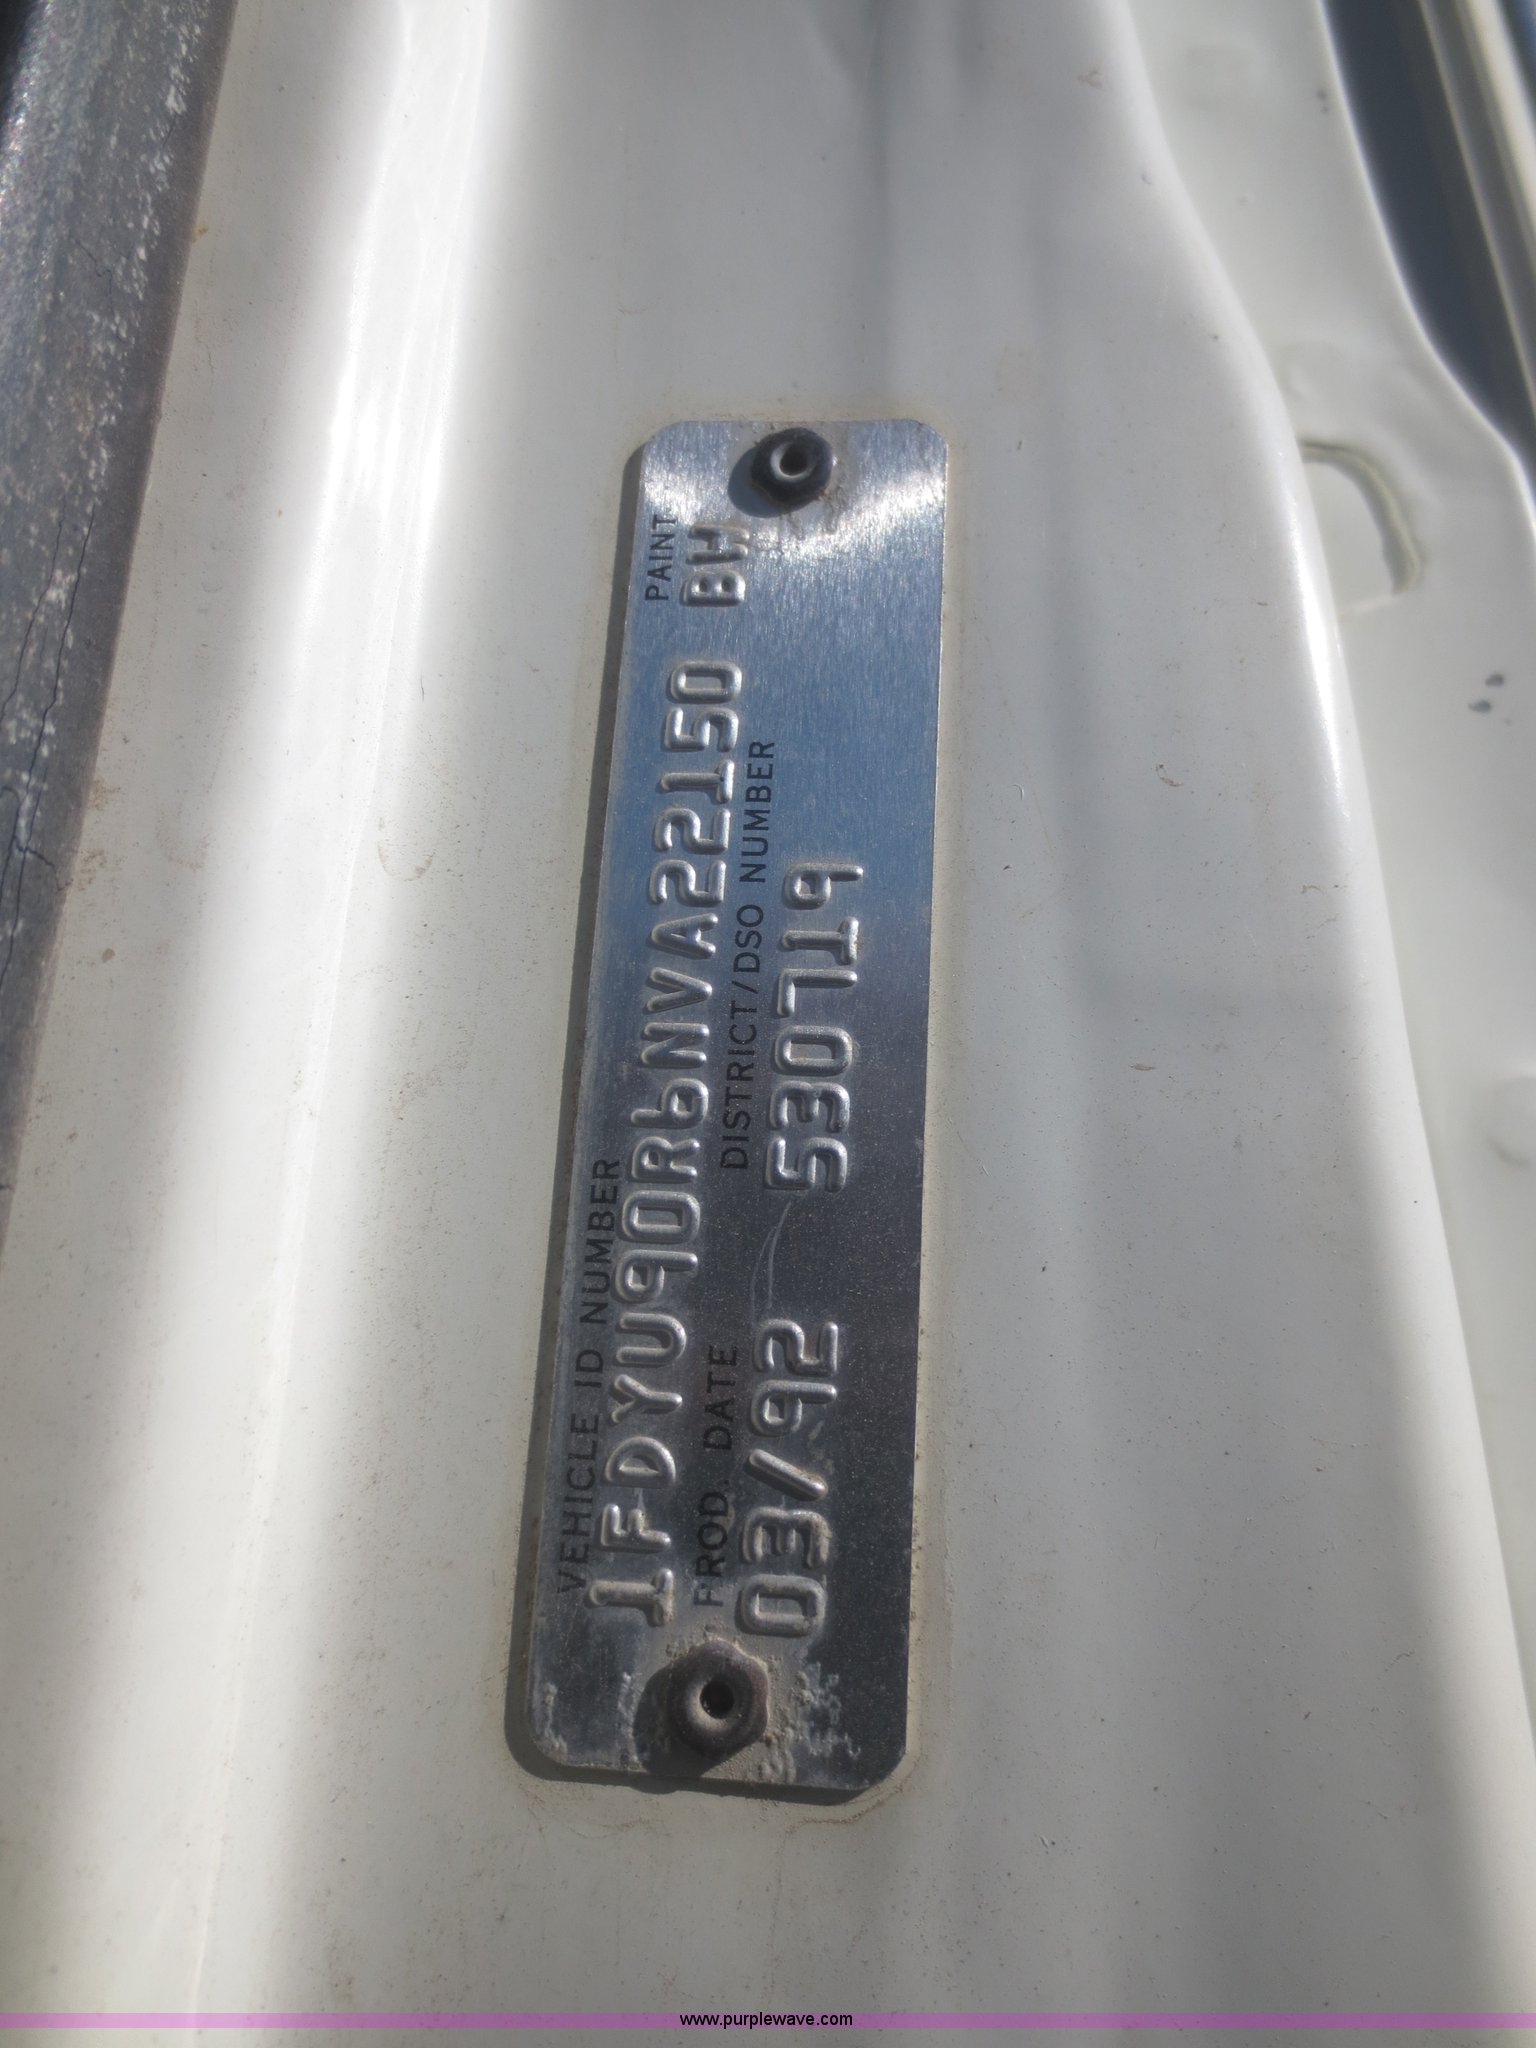 VEHICLE ID NUMBER PAINT
1FDYU90R6NVA22150 BW
PROD. DATE DISTRICT/DSO NUMBER
03/92 530719
www.purplewave.com